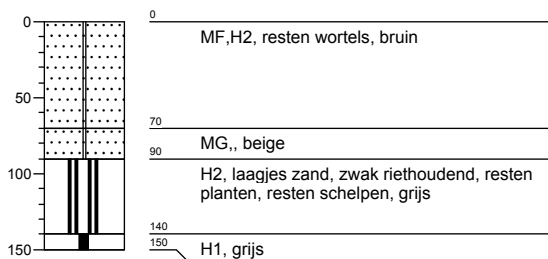 0
0
MF,H2, resten wortels, bruin
50
70
MG,, beige
90
100
H2, laagjes zand, zwak riethoudend, resten
planten, resten schelpen, grijs
140
150
150
H1, grijs